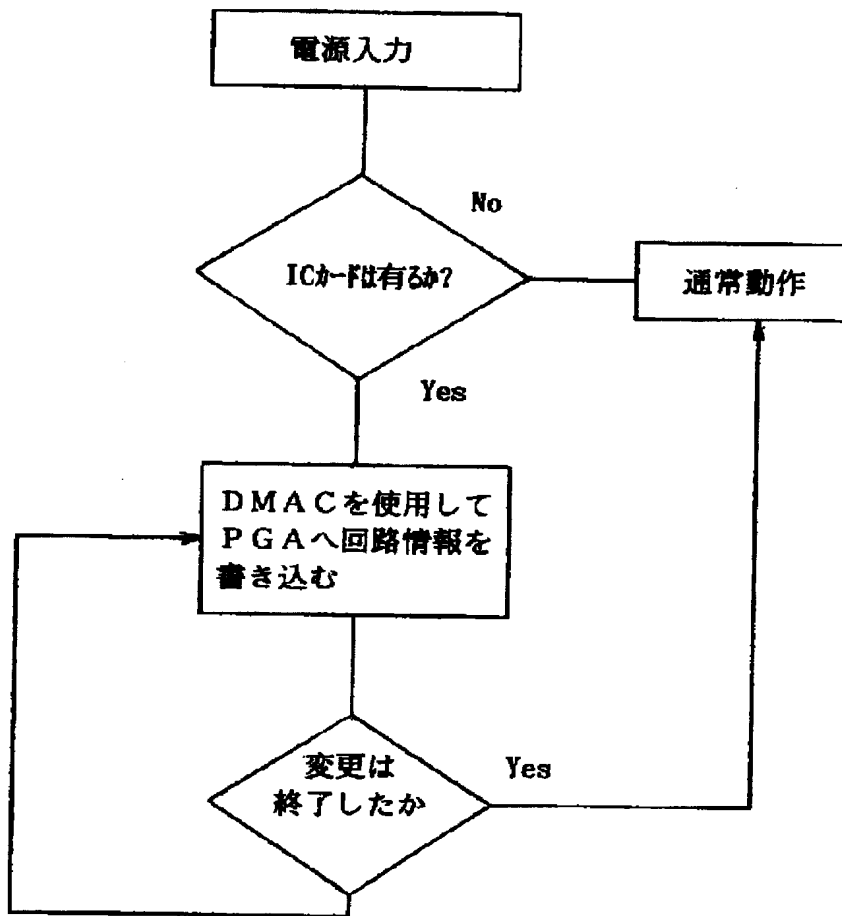 電源入力
No
ICカードは有るか?
通常動作
Yes
DMACを使用して
PGAへ回路情報を
書き込む
変更は
終了したか
Yes